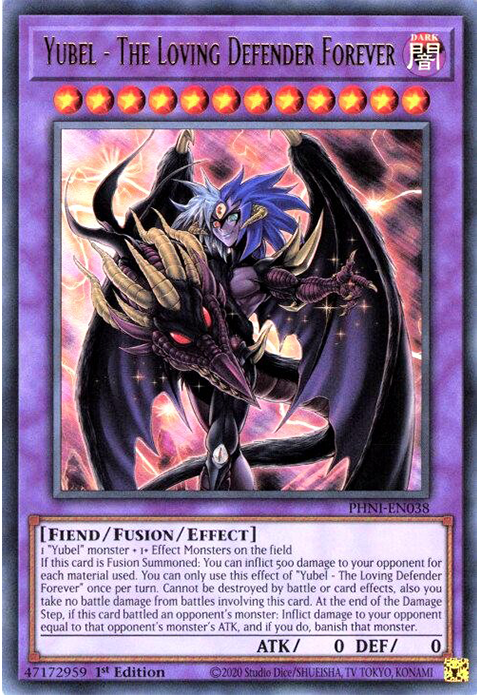 YUBEL - THE LOVING DEFENDER FOREVER
DARK
闇
PHNI-EN038
[FIEND/FUSION/EFFECT]
1 "Yubel" monster + 1+ Effect Monsters on the field
If this card is Fusion Summoned: You can inflict 500 damage to your opponent for
each material used. You can only use this effect of "Yubel - The Loving Defender
Forever" once per turn. Cannot be destroyed by battle or card effects, also you
take no battle damage from battles involving this card. At the end of the Damage
Step, if this card battled an opponent's monster: Inflict damage to your opponent
equal to that opponent's monster's ATK, and if you do, banish that monster.
ATK/ 0 DEF/ 0
47172959 1st Edition ©2020 Studio Dice/SHUEISHA, TV TOKYO, KONAMI